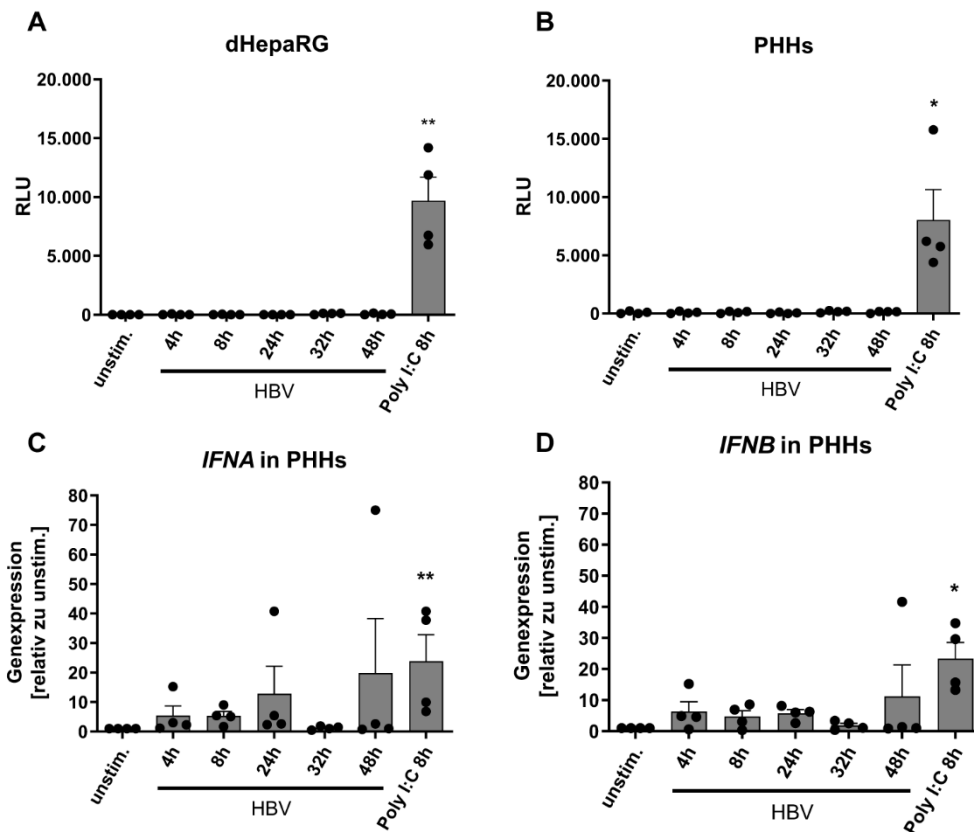 A
dHepaRG
20.000
15.000
10.000
5.000
0
RLU
**
unstim.
4h
8h
24h
32h
48h
Poly I:C 8h
HBV
B
PHHs
20.000
15.000
10.000
5.000
0
RLU
*
unstim.
4h
8h
24h
32h
48h
Poly I:C 8h
HBV
C
IFNA in PHHs
80
70
60
50
40
30
20
10
0
Genexpression
[relativ zu unstim.]
**
unstim.
4h
8h
24h
32h
48h
Poly I:C 8h
HBV
D
IFNB in PHHs
80
70
60
50
40
30
20
10
0
Genexpression
[relativ zu unstim.]
*
unstim.
4h
8h
24h
32h
48h
Poly I:C 8h
HBV